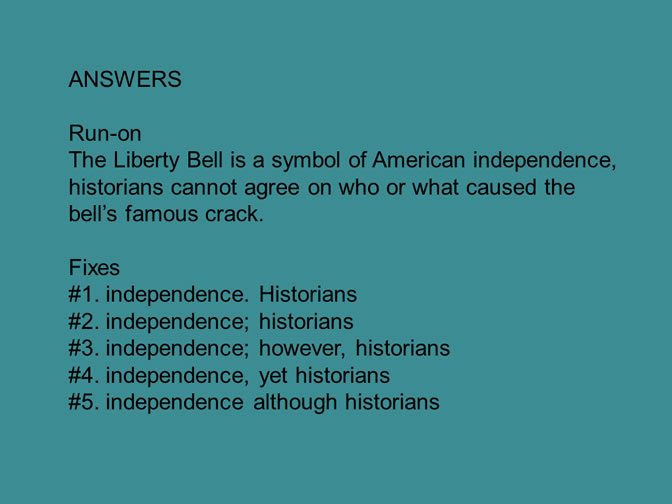 ANSWERS
Run-on
The Liberty Bell is a symbol of American independence,
historians cannot agree on who or what caused the
bell’s famous crack.
Fixes
#1. independence. Historians
#2. independence; historians
#3. independence; however, historians
#4. independence, yet historians
#5. independence although historians